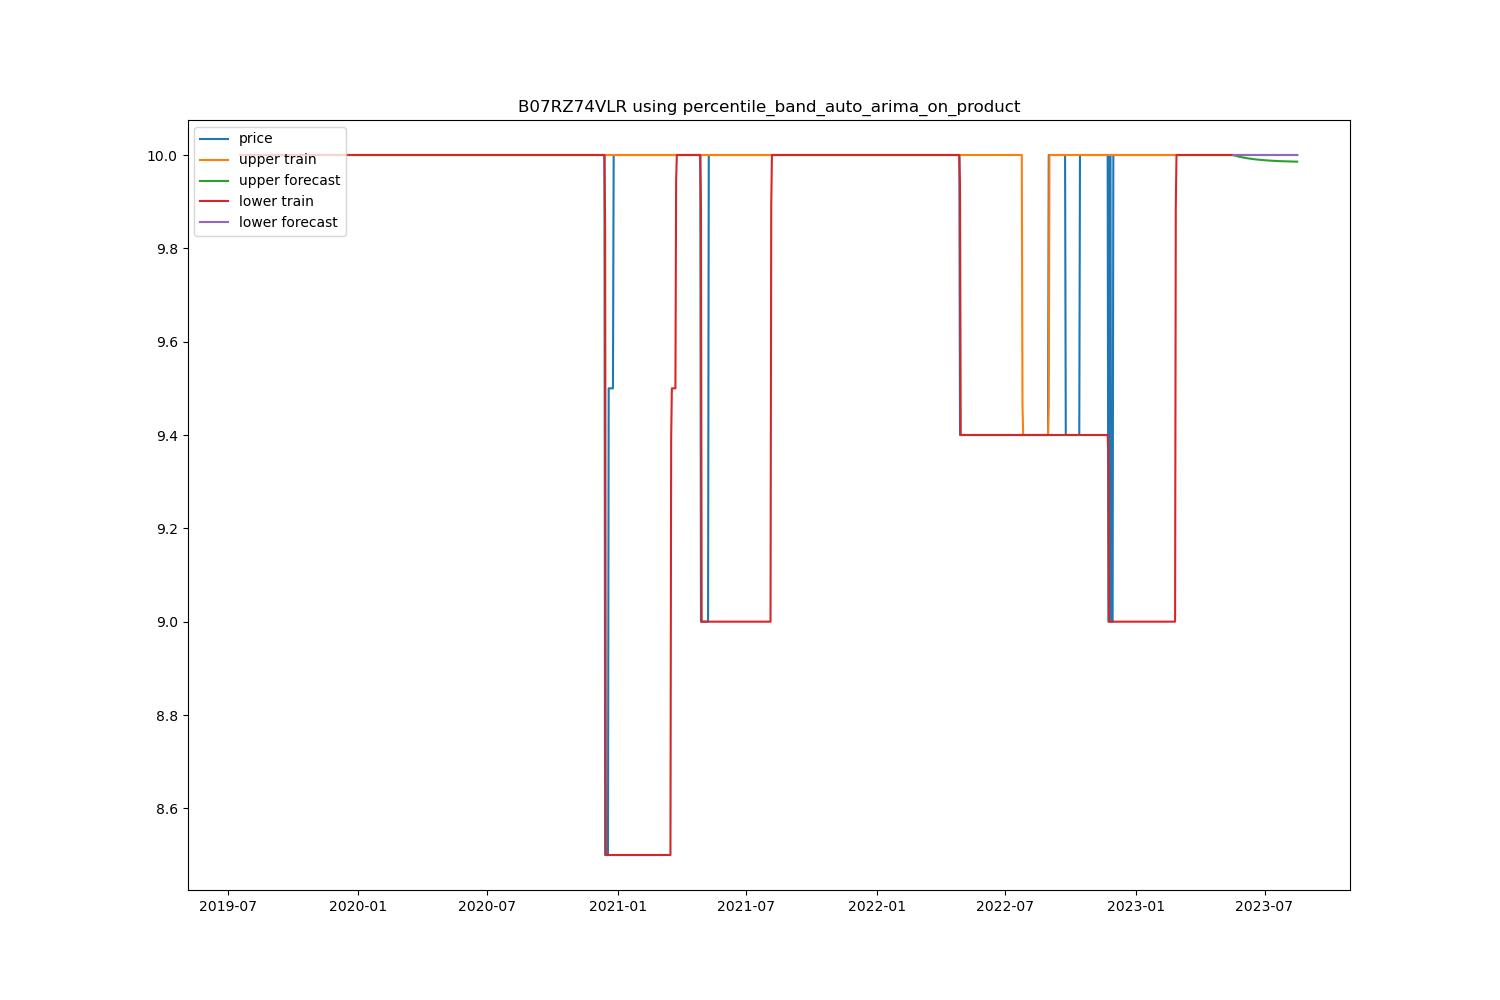 B07RZ74VLR using percentile_band_auto_arima_on_product
price
upper train
upper forecast
lower train
lower forecast
10.0
9.8
9.6
9.4
9.2
9.0
8.8
8.6
2019-07
2020-01
2020-07
2021-01
2021-07
2022-01
2022-07
2023-01
2023-07